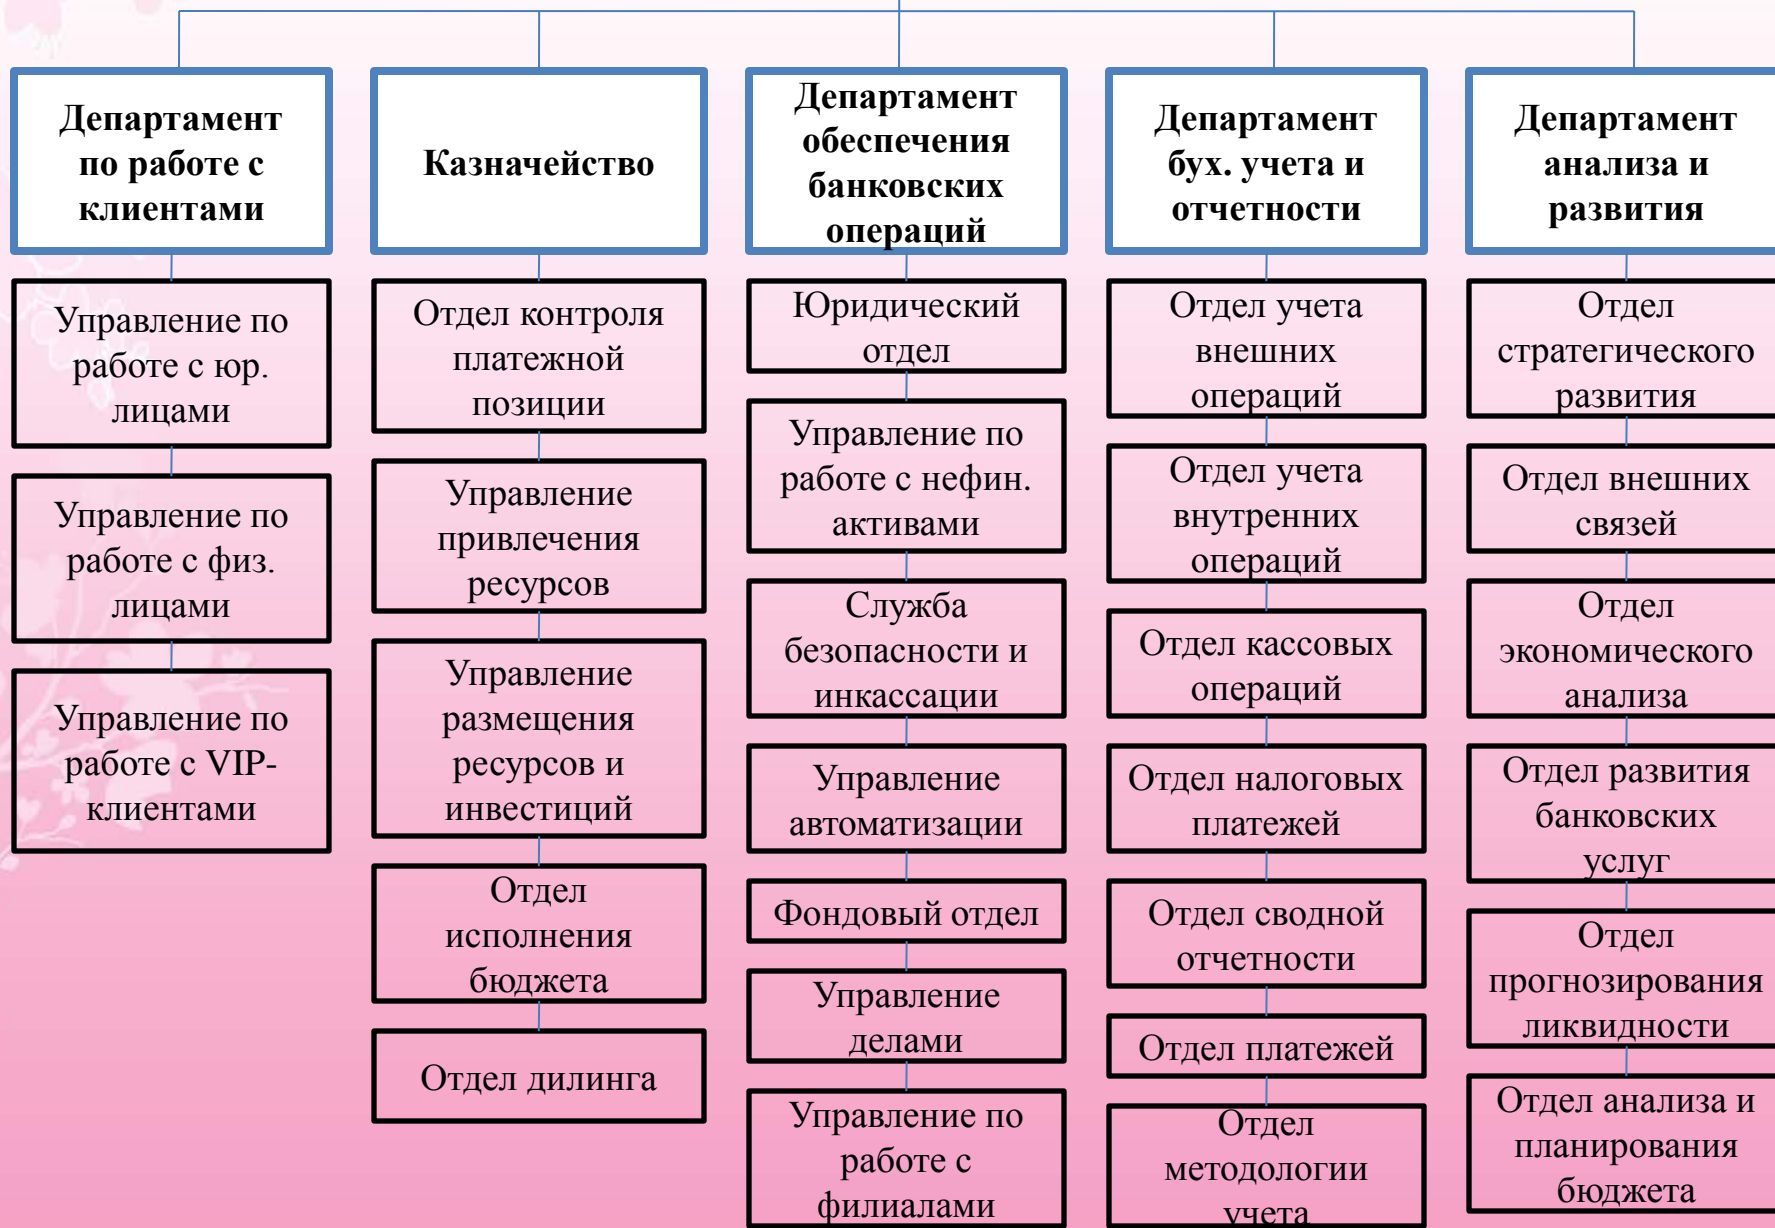 Департамент
по работе с
клиентами
Управление по
работе с юр.
лицами
Управление по
работе с физ.
лицами
Управление по
работе с VIP-
клиентами
Казначейство
Отдел контроля
платежной
позиции
Управление
привлечения
ресурсов
Управление
размещения
ресурсов и
инвестиций
Отдел
исполнения
бюджета
Отдел дилинга
Департамент
обеспечения
банковских
операций
Юридический
отдел
Управление по
работе с нефин.
активами
Служба
безопасности и
инкассации
Управление
автоматизации
Фондовый отдел
Управление
делами
Управление по
работе с
филиалами
Департамент
бух. учета и
отчетности
Отдел учета
внешних
операций
Отдел учета
внутренних
операций
Отдел кассовых
операций
Отдел налоговых
платежей
Отдел сводной
отчетности
Отдел платежей
Отдел
методологии
учета
Департамент
анализа и
развития
Отдел
стратегического
развития
Отдел внешних
связей
Отдел
экономического
анализа
Отдел развития
банковских
услуг
Отдел
прогнозирования
ликвидности
Отдел анализа и
планирования
бюджета